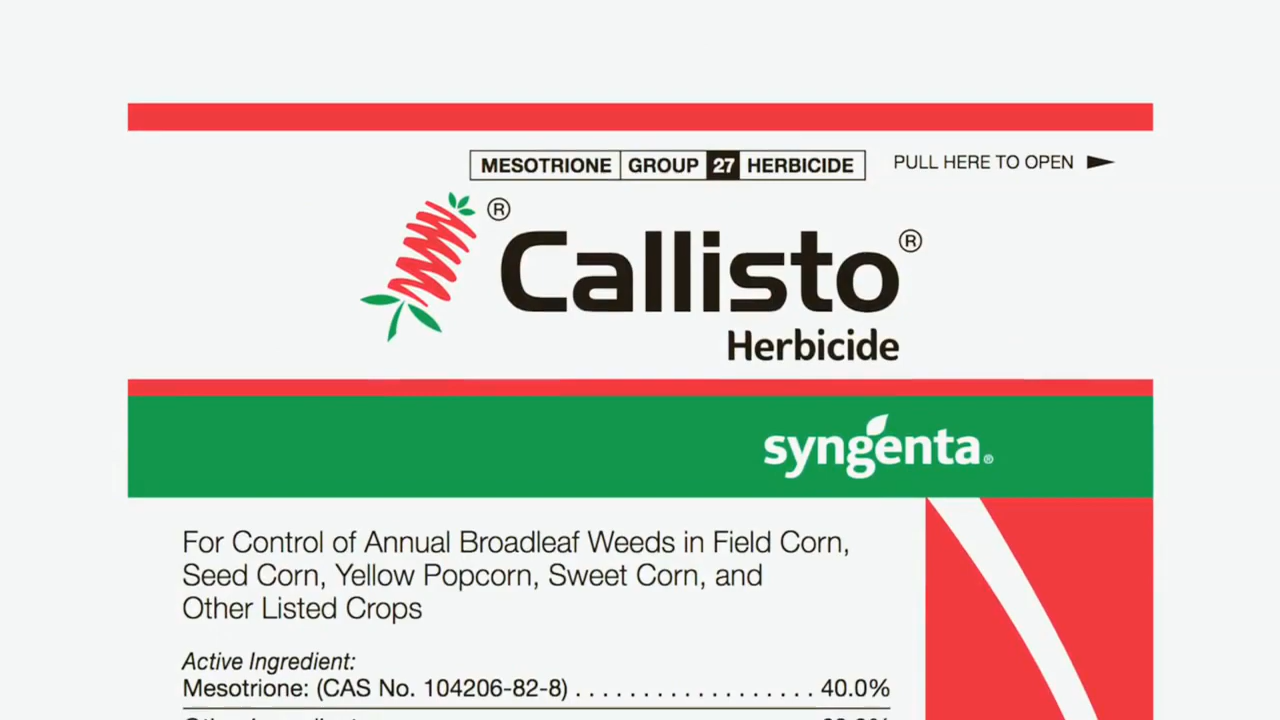 MESOTRIONE GROUP 27 HERBICIDE
PULL HERE TO OPEN
® Callisto®
Herbicide
syngenta®
For Control of Annual Broadleaf Weeds in Field Corn,
Seed Corn, Yellow Popcorn, Sweet Corn, and
Other Listed Crops
Active Ingredient:
Mesotrione: (CAS No. 104206-82-8) . . . . . . . . . . . . . . . . . . 40.0%